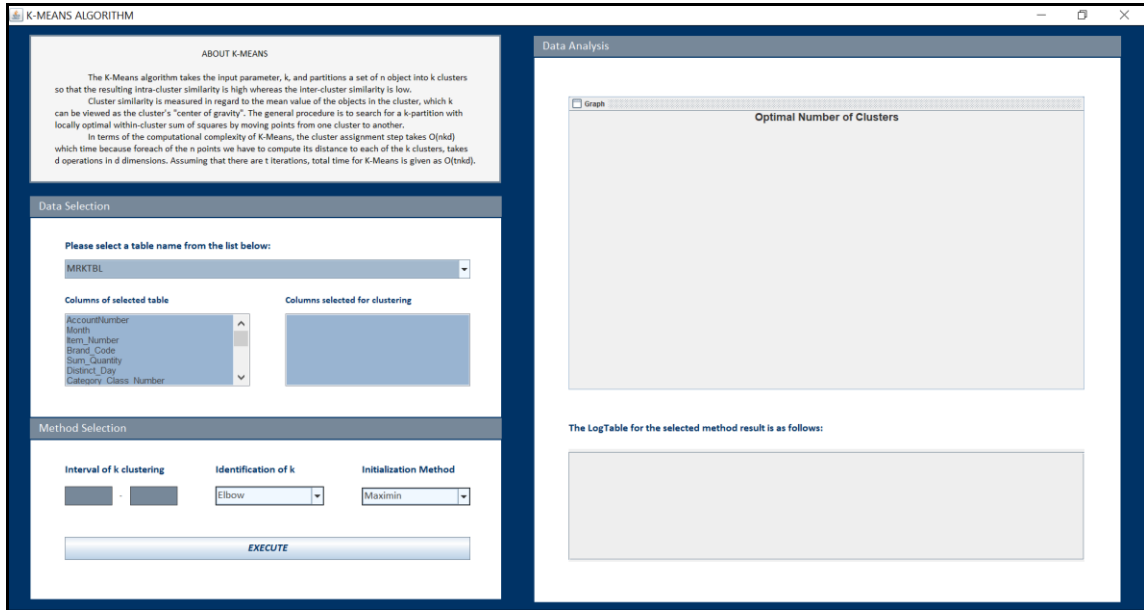 K-MEANS ALGORITHM
ABOUT K-MEANS
The K-Means algorithm takes the input parameter, k, and partitions a set of n object into k clusters
so that the resulting intra-cluster similarity is high whereas the inter-cluster similarity is low.
Cluster similarity is measured in regard to the mean value of the objects in the cluster, which k
can be viewed as the cluster's "center of gravity". The general procedure is to search for a k-partition with
locally optimal within-cluster sum of squares by moving points from one cluster to another.
In terms of the computational complexity of K-Means, the cluster assignment step takes O(nkd)
which time because foreach of the n points we have to compute its distance to each of the k clusters, takes
d operations in d dimensions. Assuming that there are t iterations, total time for K-Means is given as O(tnkd).
Data Selection
Please select a table name from the list below:
MRKTBL
Columns of selected table
Columns selected for clustering
AccountNumber
Month
Item_Number
Brand_Code
Sum_Quantity
Distinct_Day
Category_Class_Number
Method Selection
Interval of k clustering
Identification of k
Initialization Method
-
Elbow
Maximin
EXECUTE
Data Analysis
Graph
Optimal Number of Clusters
The LogTable for the selected method result is as follows: